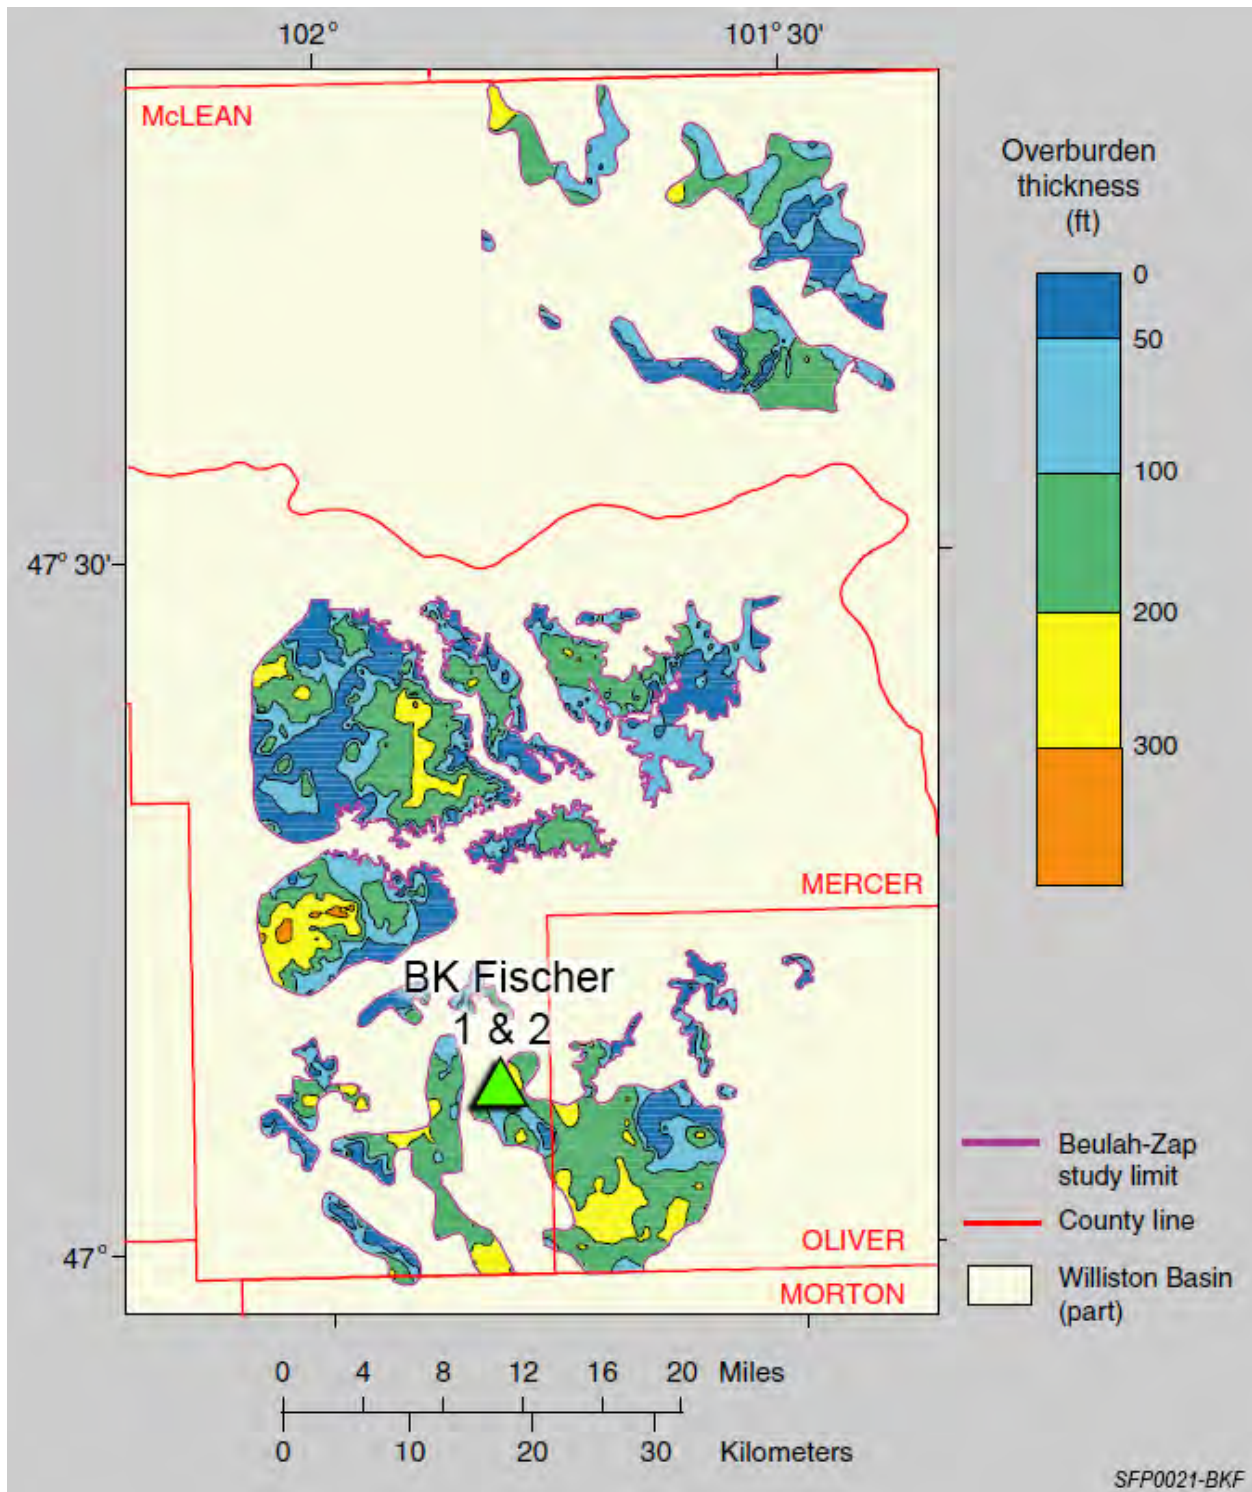 102°
101° 30'
McLEAN
Overburden
thickness
(ft)
0
50
100
200
300
47° 30'
MERCER
BK Fischer
1 & 2
Beulah-Zap
study limit
County line
OLIVER
47°
Williston Basin
(part)
MORTON
0 4 8 12 16 20 Miles
0 10 20 30 Kilometers
SFP0021-BKF